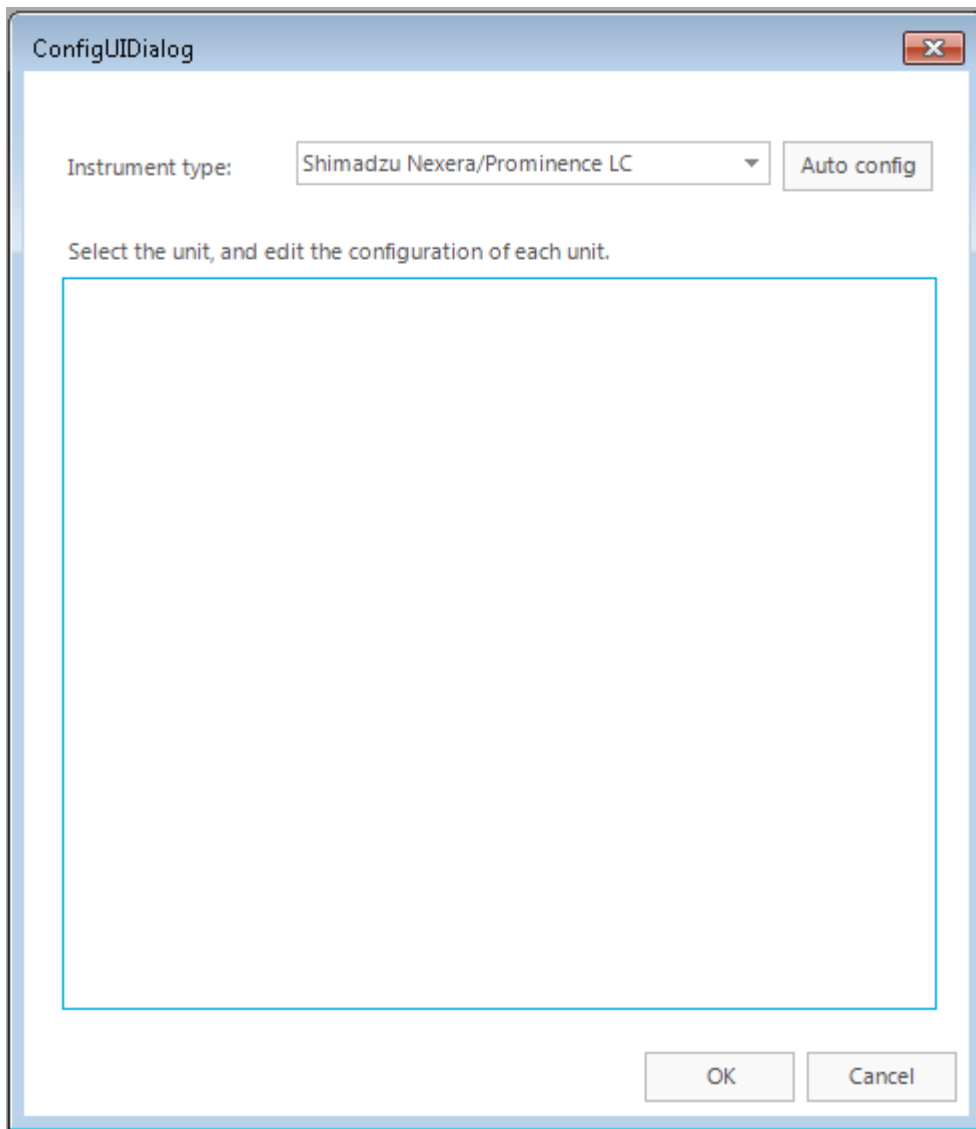 ConfigUIDialog
Instrument type: Shimadzu Nexera/Prominence LC Auto config
Select the unit, and edit the configuration of each unit.
OK Cancel